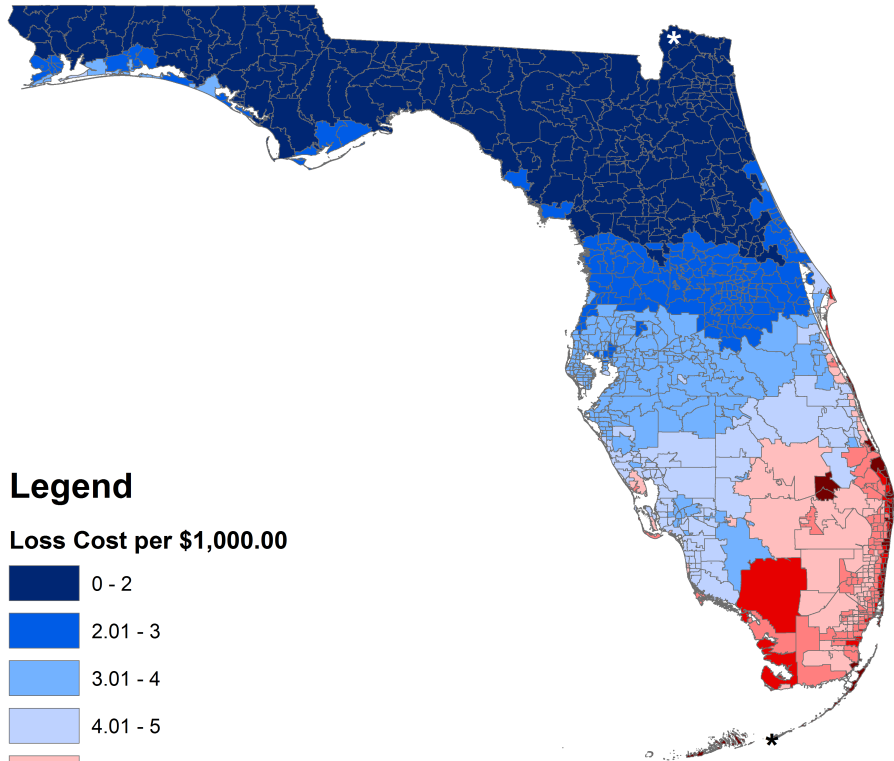 *
Legend
Loss Cost per $1,000.00
0 - 2
2.01 - 3
3.01 - 4
4.01 - 5
*